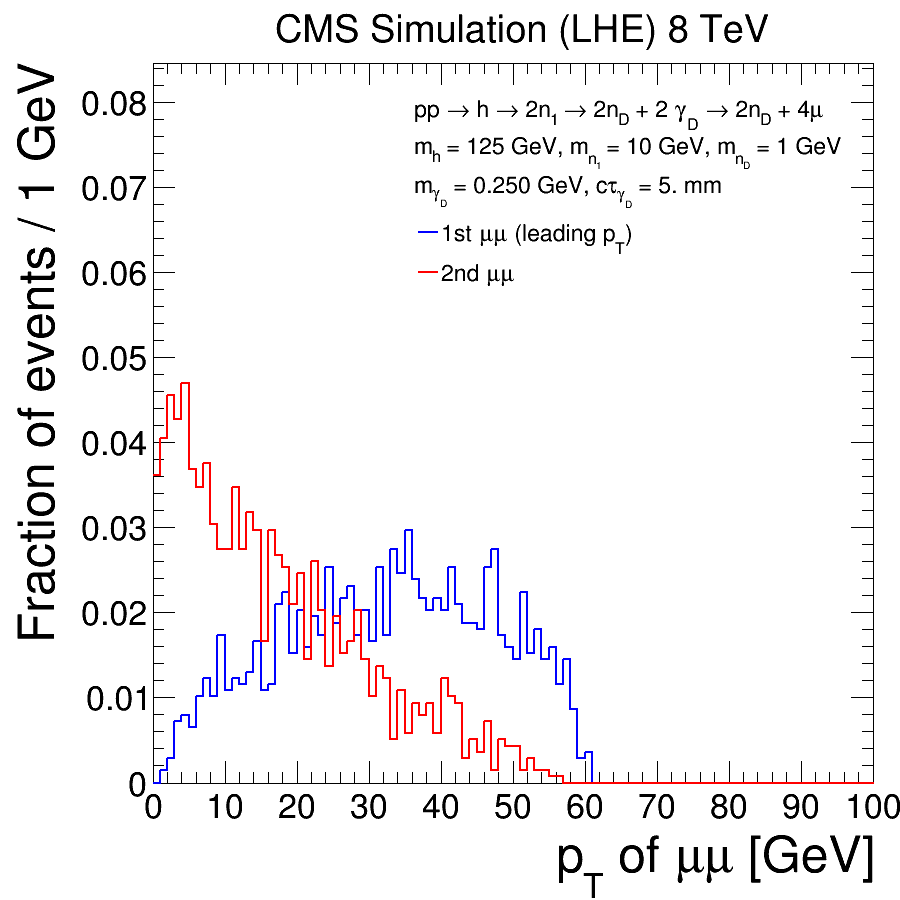 CMS Simulation (LHE) 8 TeV
Fraction of events / 1 GeV
0.08
0.07
0.06
0.05
0.04
0.03
0.02
0.01
0
pp → h → 2n1 → 2nD + 2 γD → 2nD + 4μ
mh = 125 GeV, mn1 = 10 GeV, mnD = 1 GeV
mγD = 0.250 GeV, cτγD = 5. mm
1st μμ (leading pT)
2nd μμ
0 10 20 30 40 50 60 70 80 90 100
pT of μμ [GeV]